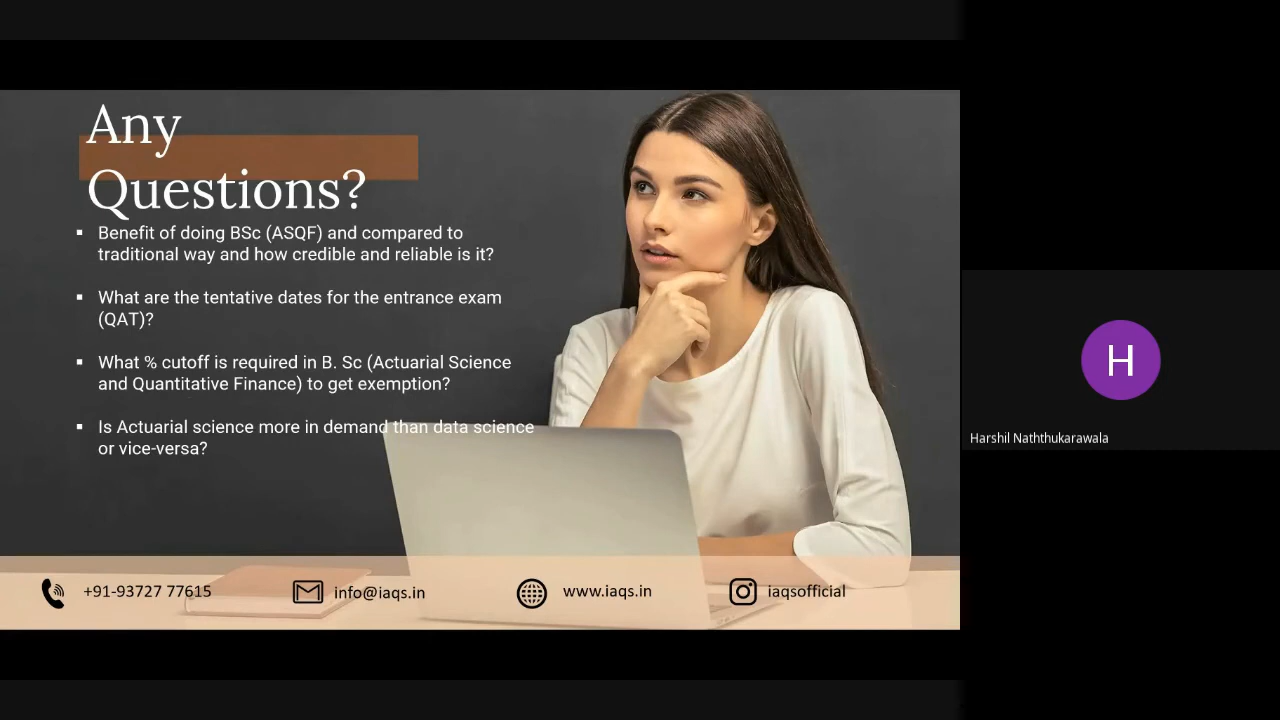 Any
Questions?
▪ Benefit of doing BSc (ASQF) and compared to
traditional way and how credible and reliable is it?
▪ What are the tentative dates for the entrance exam
(QAT)?
▪ What % cutoff is required in B. Sc (Actuarial Science
and Quantitative Finance) to get exemption?
▪ Is Actuarial science more in demand than data science
or vice-versa?
+91-93727 77615
info@iaqs.in
www.iaqs.in
iaqsofficial
H
Harshil Naththukarawala